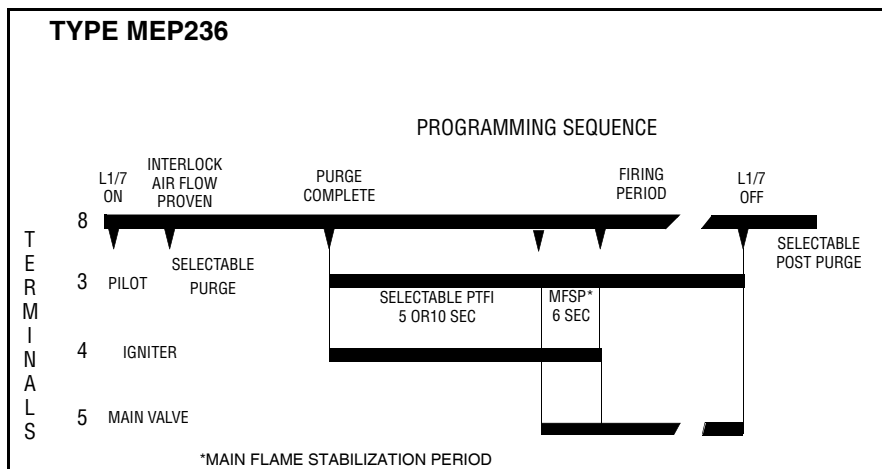 TYPE MEP236
PROGRAMMING SEQUENCE
L1/7
ON
INTERLOCK
AIR FLOW
PROVEN
PURGE
COMPLETE
FIRING
PERIOD
L1/7
OFF
TERMINALS
8
SELECTABLE
POST PURGE
3 PILOT
SELECTABLE
PURGE
SELECTABLE PTFI
5 OR10 SEC
MFSP*
6 SEC
4 IGNITER
5 MAIN VALVE
*MAIN FLAME STABILIZATION PERIOD